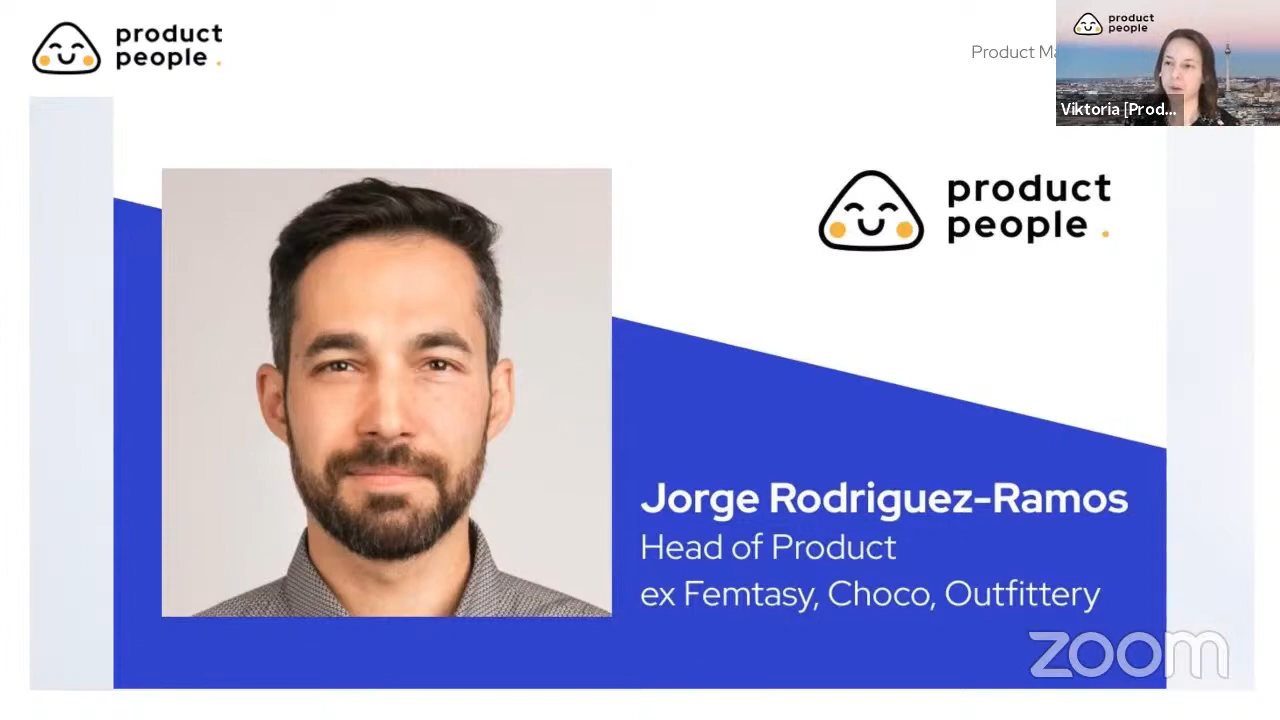 product
people .
Product Ma
product
people
Viktoria [Prod...
product
people .
Jorge Rodriguez-Ramos
Head of Product
ex Femtasy, Choco, Outfittery
zoom